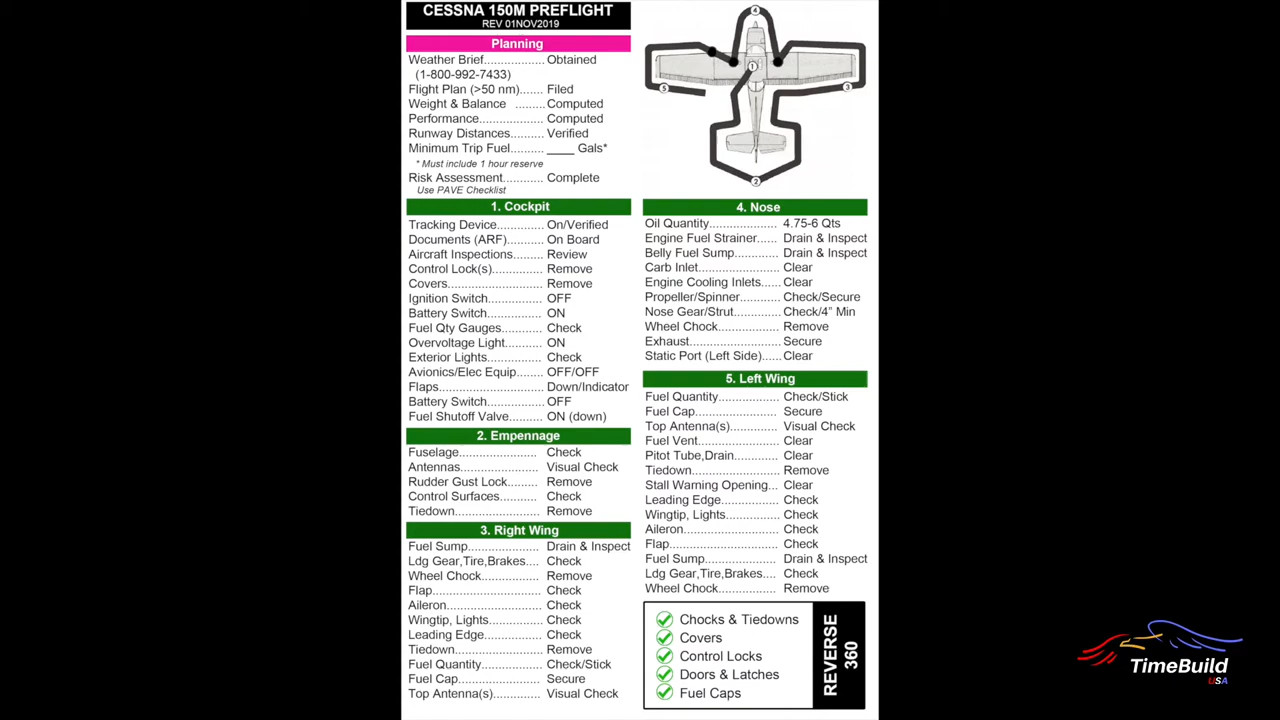 CESSNA 150M PREFLIGHT
REV 01NOV2019
Planning
Weather Brief.................. Obtained
(1-800-992-7433)
Flight Plan (>50 nm)...... Filed
Weight & Balance ......... Computed
Performance................... Computed
Runway Distances.......... Verified
Minimum Trip Fuel.......... ____ Gals*
* Must include 1 hour reserve
Risk Assessment............ Complete
Use PAVE Checklist
1. Cockpit
Tracking Device.............. On/Verified
Documents (ARF).......... On Board
Aircraft Inspections........ Review
Control Lock(s).............. Remove
Covers............................ Remove
Ignition Switch............... OFF
Battery Switch................ ON
Fuel Qty Gauges............ Check
Overvoltage Light........... ON
Exterior Lights................ Check
Avionics/Elec Equip........ OFF/OFF
Flaps............................... Down/Indicator
Battery Switch................ OFF
Fuel Shutoff Valve.......... ON (down)
2. Empennage
Fuselage........................ Check
Antennas........................ Visual Check
Rudder Gust Lock......... Remove
Control Surfaces........... Check
Tiedown......................... Remove
3. Right Wing
Fuel Sump..................... Drain & Inspect
Ldg Gear,Tire,Brakes.... Check
Wheel Chock................. Remove
Flap................................ Check
Aileron........................... Check
Wingtip, Lights.............. Check
Leading Edge............... Check
Tiedown........................ Remove
Fuel Quantity................. Check/Stick
Fuel Cap....................... Secure
Top Antenna(s).............. Visual Check
4
1
5
3
2
4. Nose
Oil Quantity.................... 4.75-6 Qts
Engine Fuel Strainer...... Drain & Inspect
Belly Fuel Sump............. Drain & Inspect
Carb Inlet........................ Clear
Engine Cooling Inlets...... Clear
Propeller/Spinner............ Check/Secure
Nose Gear/Strut.............. Check/4" Min
Wheel Chock.................. Remove
Exhaust........................... Secure
Static Port (Left Side)...... Clear
5. Left Wing
Fuel Quantity.................. Check/Stick
Fuel Cap........................ Secure
Top Antenna(s)............... Visual Check
Fuel Vent........................ Clear
Pitot Tube,Drain............. Clear
Tiedown......................... Remove
Stall Warning Opening... Clear
Leading Edge................. Check
Wingtip, Lights................ Check
Aileron............................ Check
Flap................................ Check
Fuel Sump..................... Drain & Inspect
Ldg Gear,Tire,Brakes.... Check
Wheel Chock................. Remove
Chocks & Tiedowns
Covers
Control Locks
Doors & Latches
Fuel Caps
REVERSE
360
TimeBuild
USA